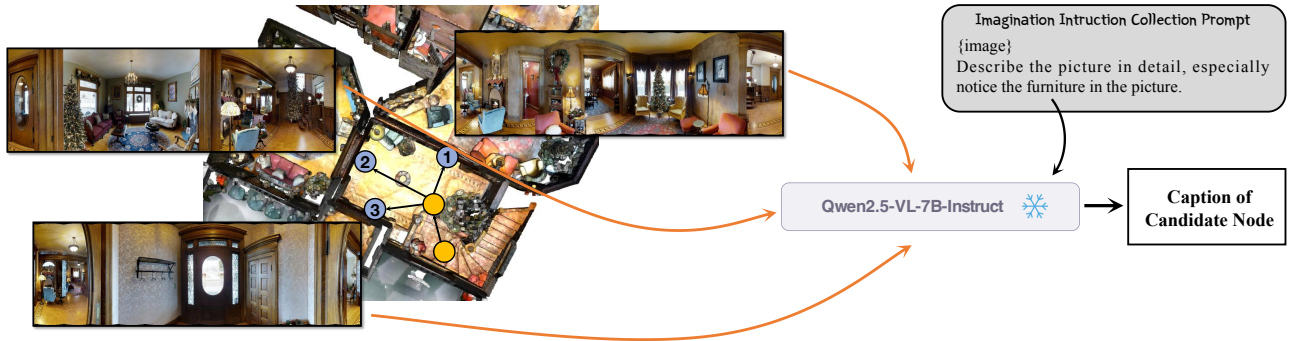 Imagination Intruction Collection Prompt
{image}
Describe the picture in detail, especially
notice the furniture in the picture.
1
2
3
Qwen2.5-VL-7B-Instruct
Caption of
Candidate Node